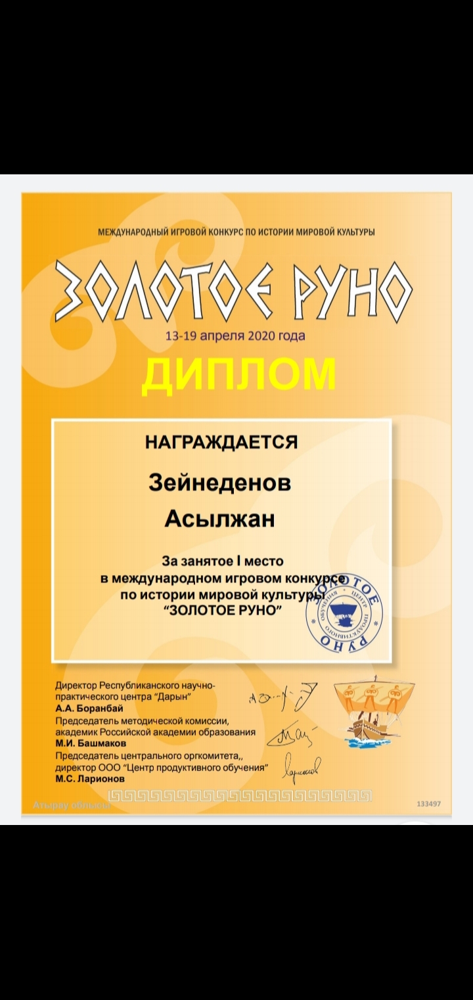 МЕЖДУНАРОДНЫЙ ИГРОВОЙ КОНКУРС ПО ИСТОРИИ МИРОВОЙ КУЛЬТУРЫ
ЗОЛОТОЕ РУНО
13-19 апреля 2020 года
ДИПЛОМ
НАГРАЖДАЕТСЯ
Зейнеденов
Асылжан
За занятое I место
в международном игровом конкурсе
по истории мировой культуры
“ЗОЛОТОЕ РУНО”
ЗОЛОТОЕ РУНО
ЦЕНТР ПРОДУКТИВНОГО ОБУЧЕНИЯ
Директор Республиканского научно-
практического центра “Дарын”
А.А. Боранбай
Председатель методической комиссии,
академик Российской академии образования
М.И. Башмаков
Председатель центрального оргкомитета,,
директор ООО “Центр продуктивного обучения”
М.С. Ларионов
Атырау облысы
133497